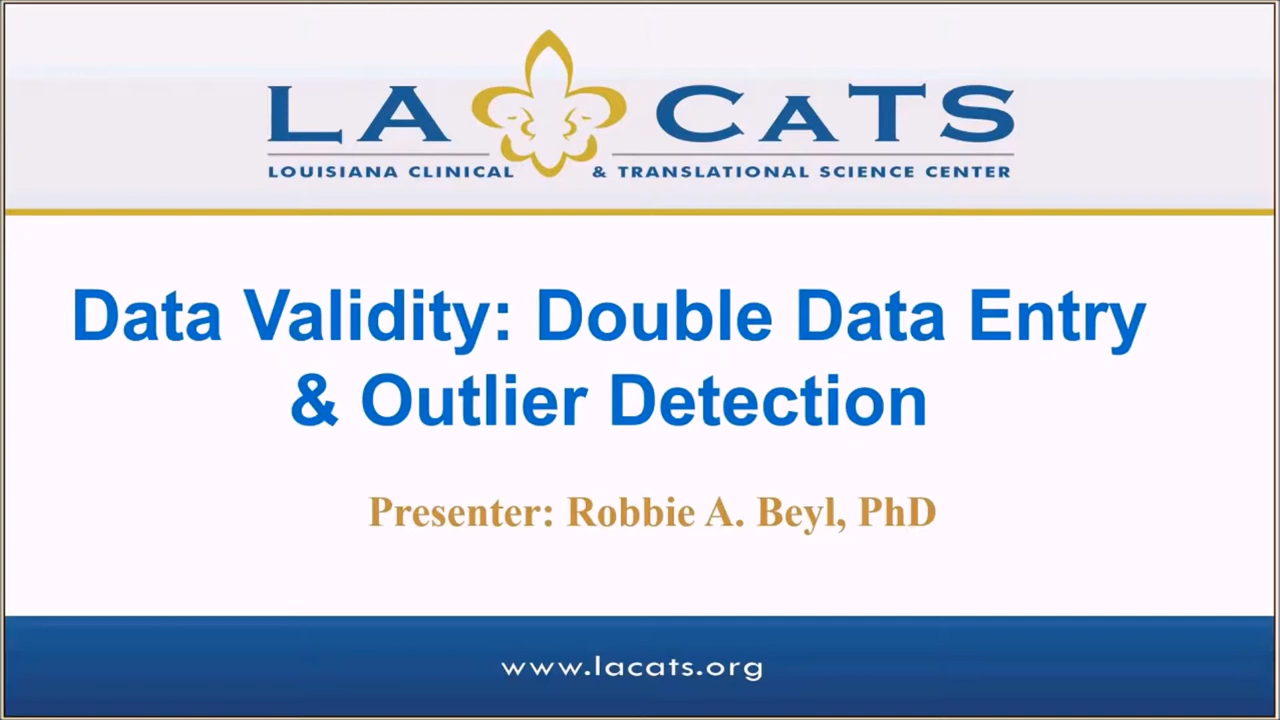 LA CATS
LOUISIANA CLINICAL & TRANSLATIONAL SCIENCE CENTER
Data Validity: Double Data Entry
& Outlier Detection
Presenter: Robbie A. Beyl, PhD
www.lacats.org